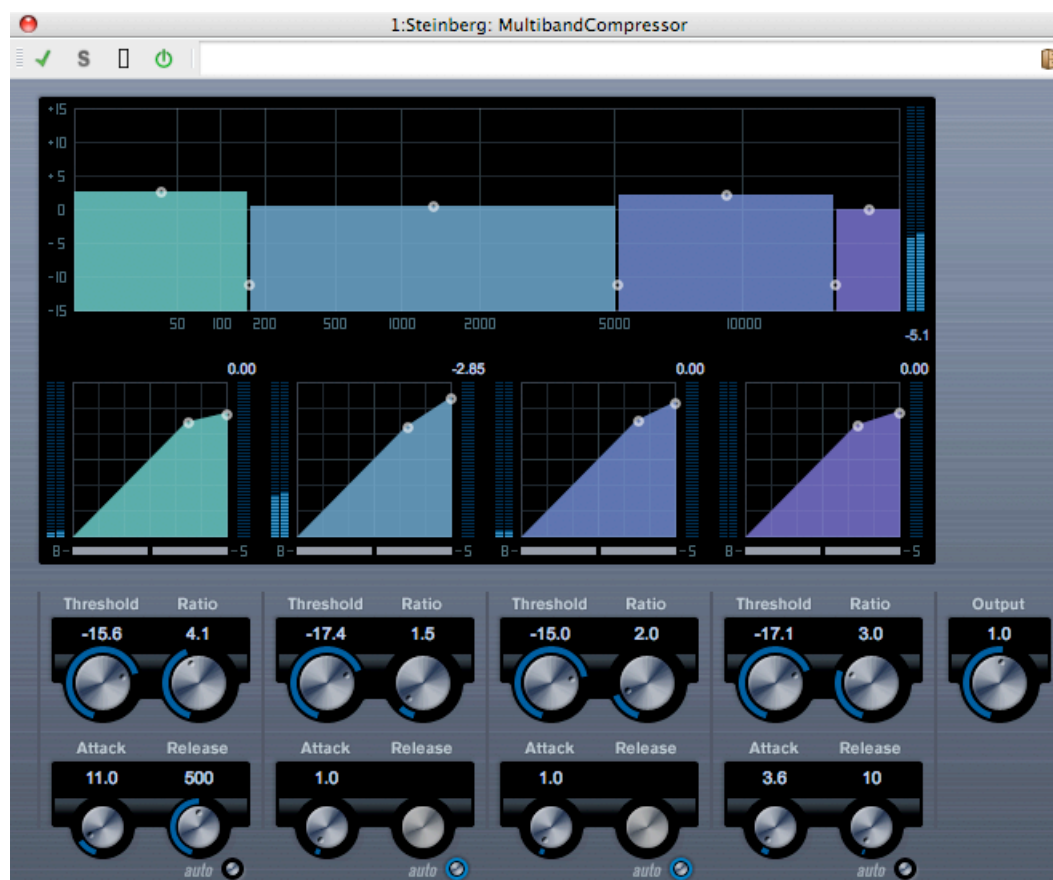 1:Steinberg: MultibandCompressor
S
+15
+10
+5
0
-5
-10
-15
50 100 200 500 1000 2000 5000 10000
-5.1
0.00 -2.85 0.00 0.00
B S B S B S B S
Threshold Ratio Threshold Ratio Threshold Ratio Threshold Ratio Output
-15.6 4.1 -17.4 1.5 -15.0 2.0 -17.1 3.0 1.0
Attack Release Attack Release Attack Release Attack Release
11.0 500 1.0 1.0 3.6 10
auto auto auto auto